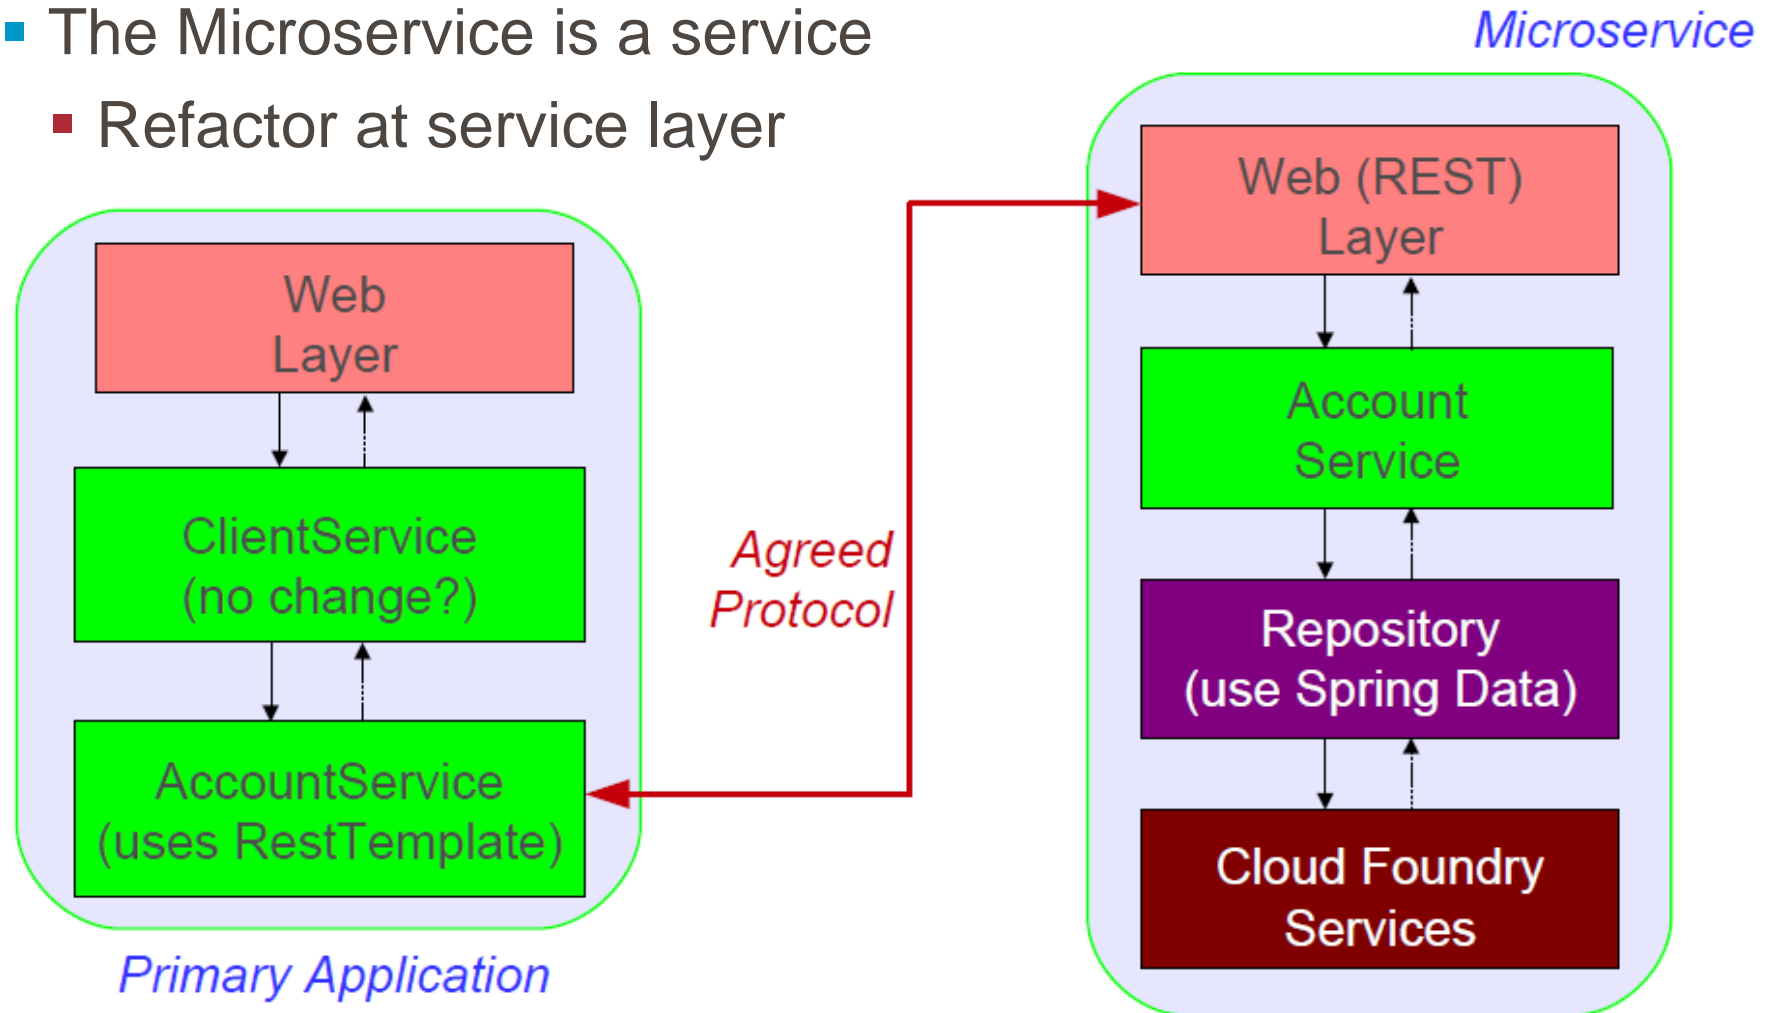 The Microservice is a service
Refactor at service layer
Microservice
Web
Layer
ClientService
(no change?)
AccountService
(uses RestTemplate)
Primary Application
Agreed
Protocol
Web (REST)
Layer
Account
Service
Repository
(use Spring Data)
Cloud Foundry
Services